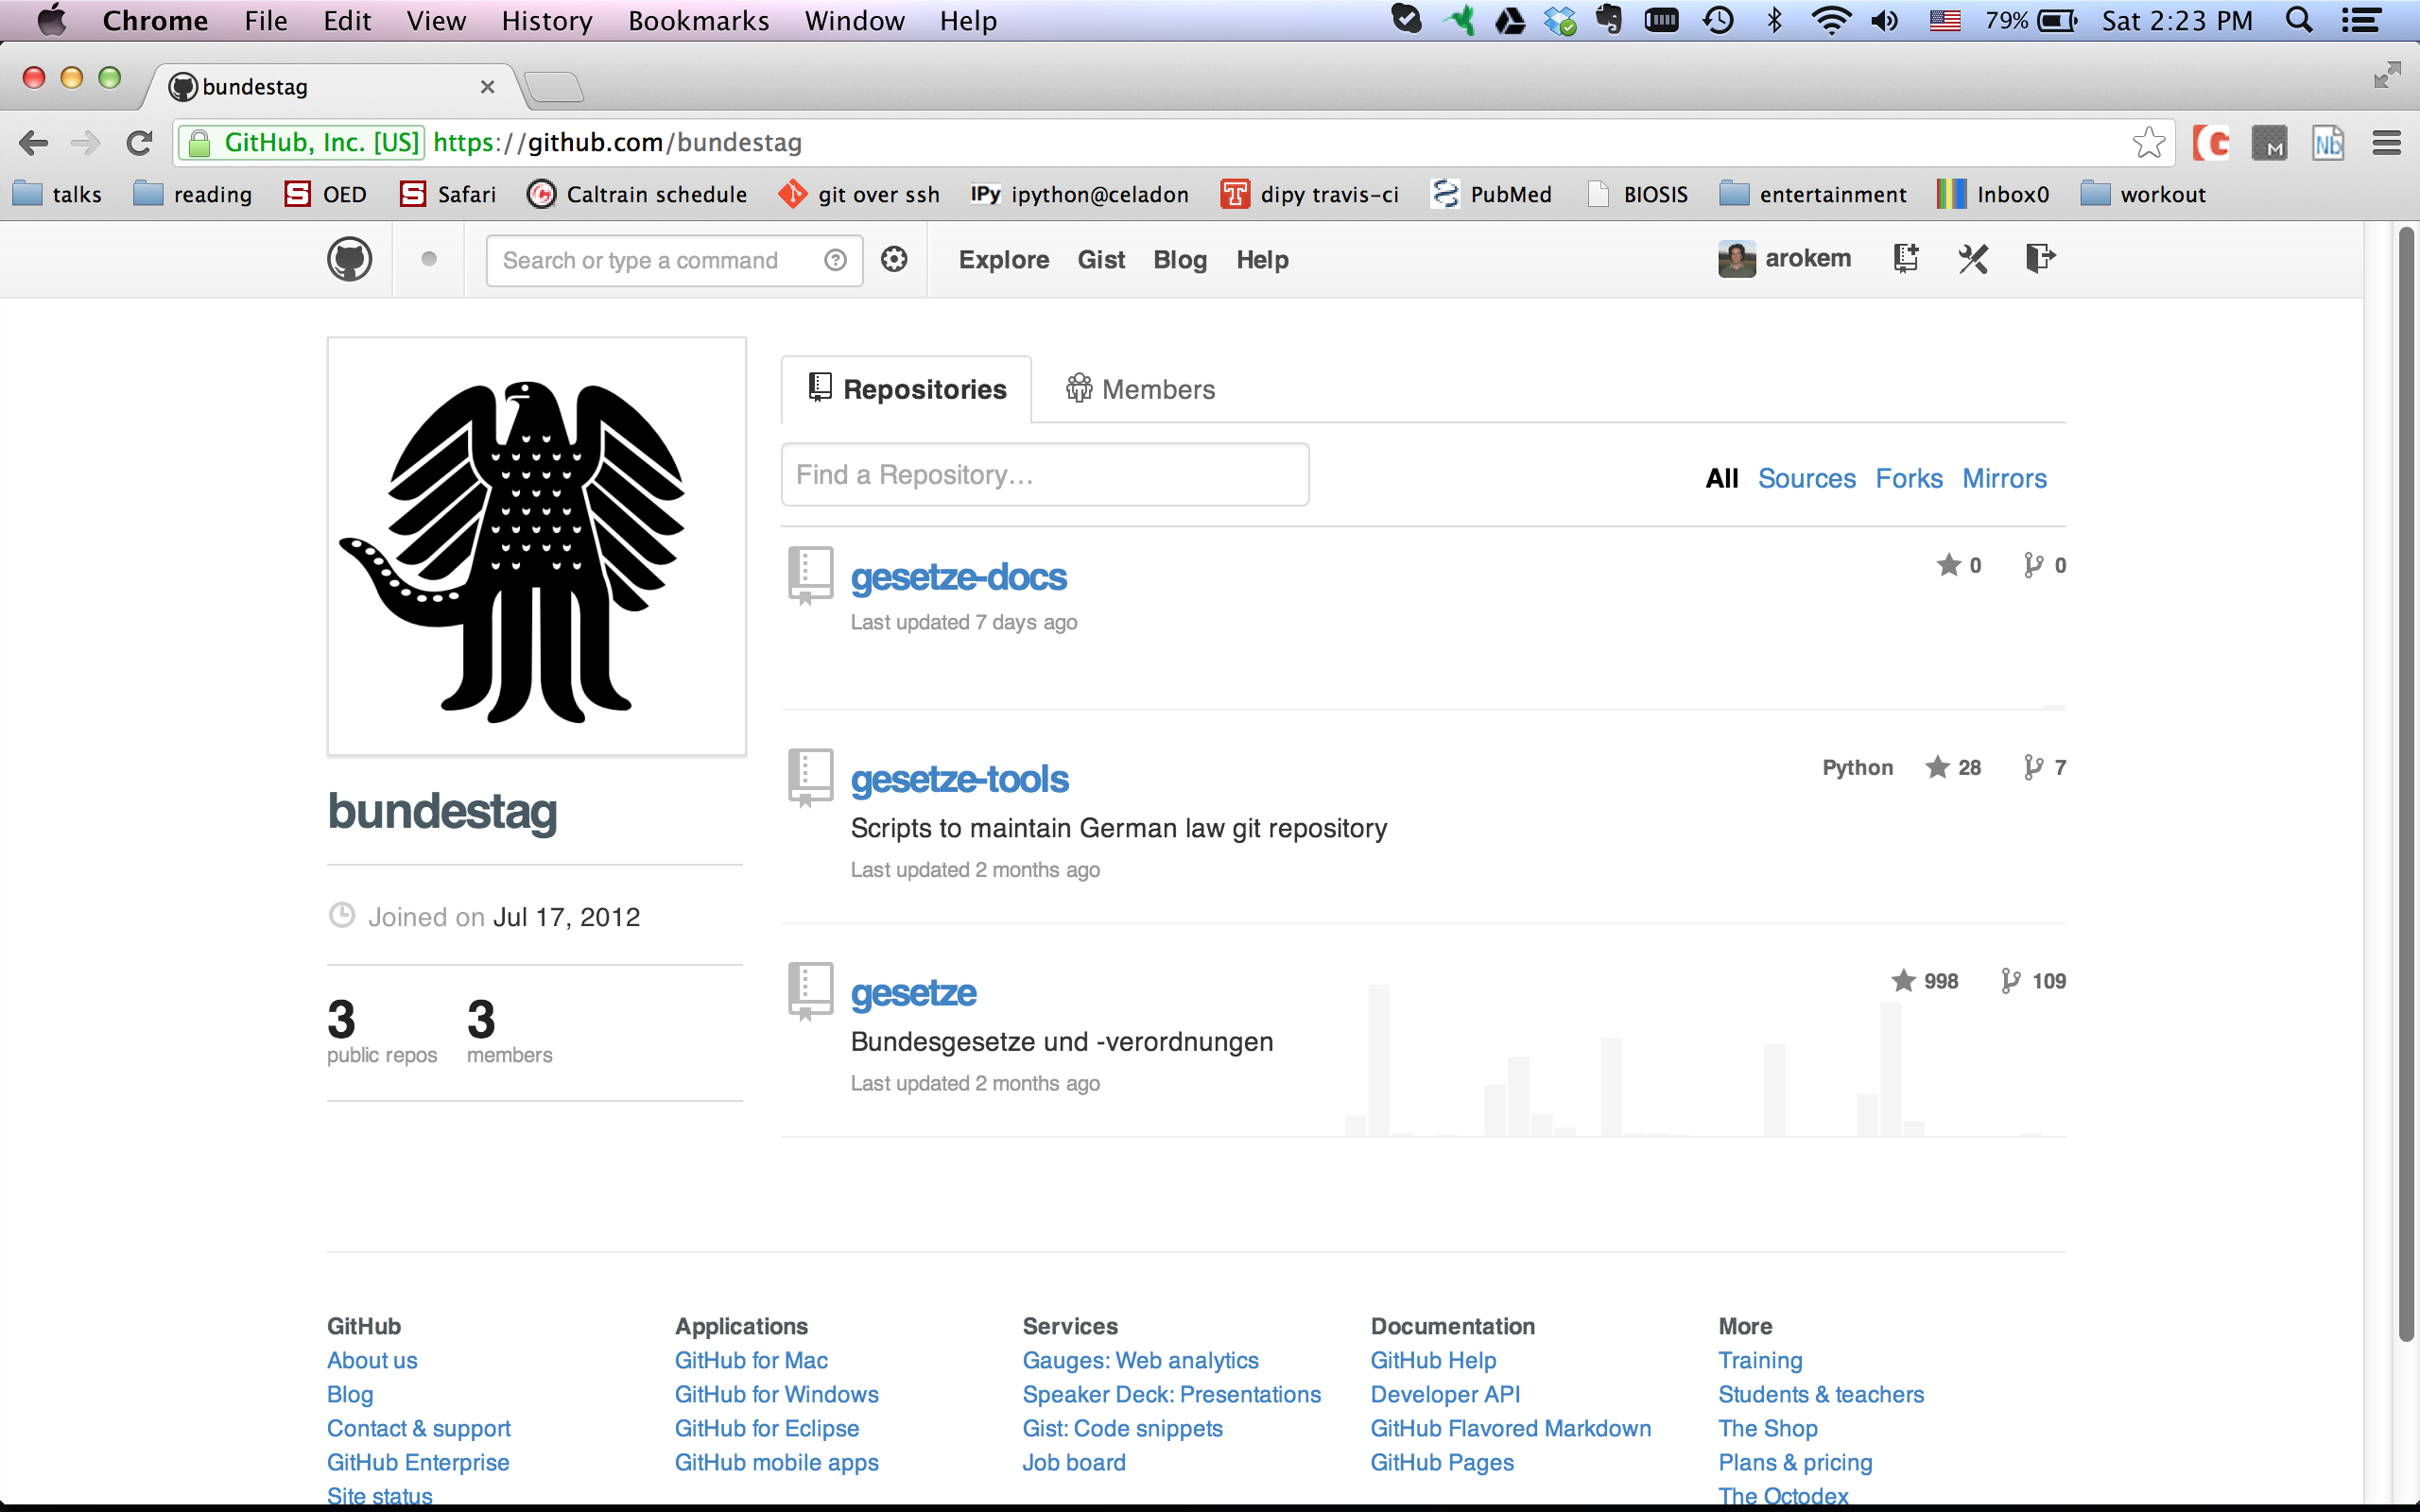 Chrome File Edit View History Bookmarks Window Help 79% Sat 2:23 PM
bundestag
GitHub, Inc. [US] https://github.com/bundestag
talks reading OED Safari Caltrain schedule git over ssh IPy ipython@celadon dipy travis-ci PubMed BIOSIS entertainment Inbox0 workout
Search or type a command Explore Gist Blog Help arokem
Repositories Members
Find a Repository... All Sources Forks Mirrors
gesetze-docs 0 0
Last updated 7 days ago
gesetze-tools Python 28 7
Scripts to maintain German law git repository
Last updated 2 months ago
gesetze 998 109
Bundesgesetze und -verordnungen
Last updated 2 months ago
bundestag
Joined on Jul 17, 2012
3 3
public repos members
GitHub Applications Services Documentation More
About us GitHub for Mac Gauges: Web analytics GitHub Help Training
Blog GitHub for Windows Speaker Deck: Presentations Developer API Students & teachers
Contact & support GitHub for Eclipse Gist: Code snippets GitHub Flavored Markdown The Shop
GitHub Enterprise GitHub mobile apps Job board GitHub Pages Plans & pricing
Site status The Octodex